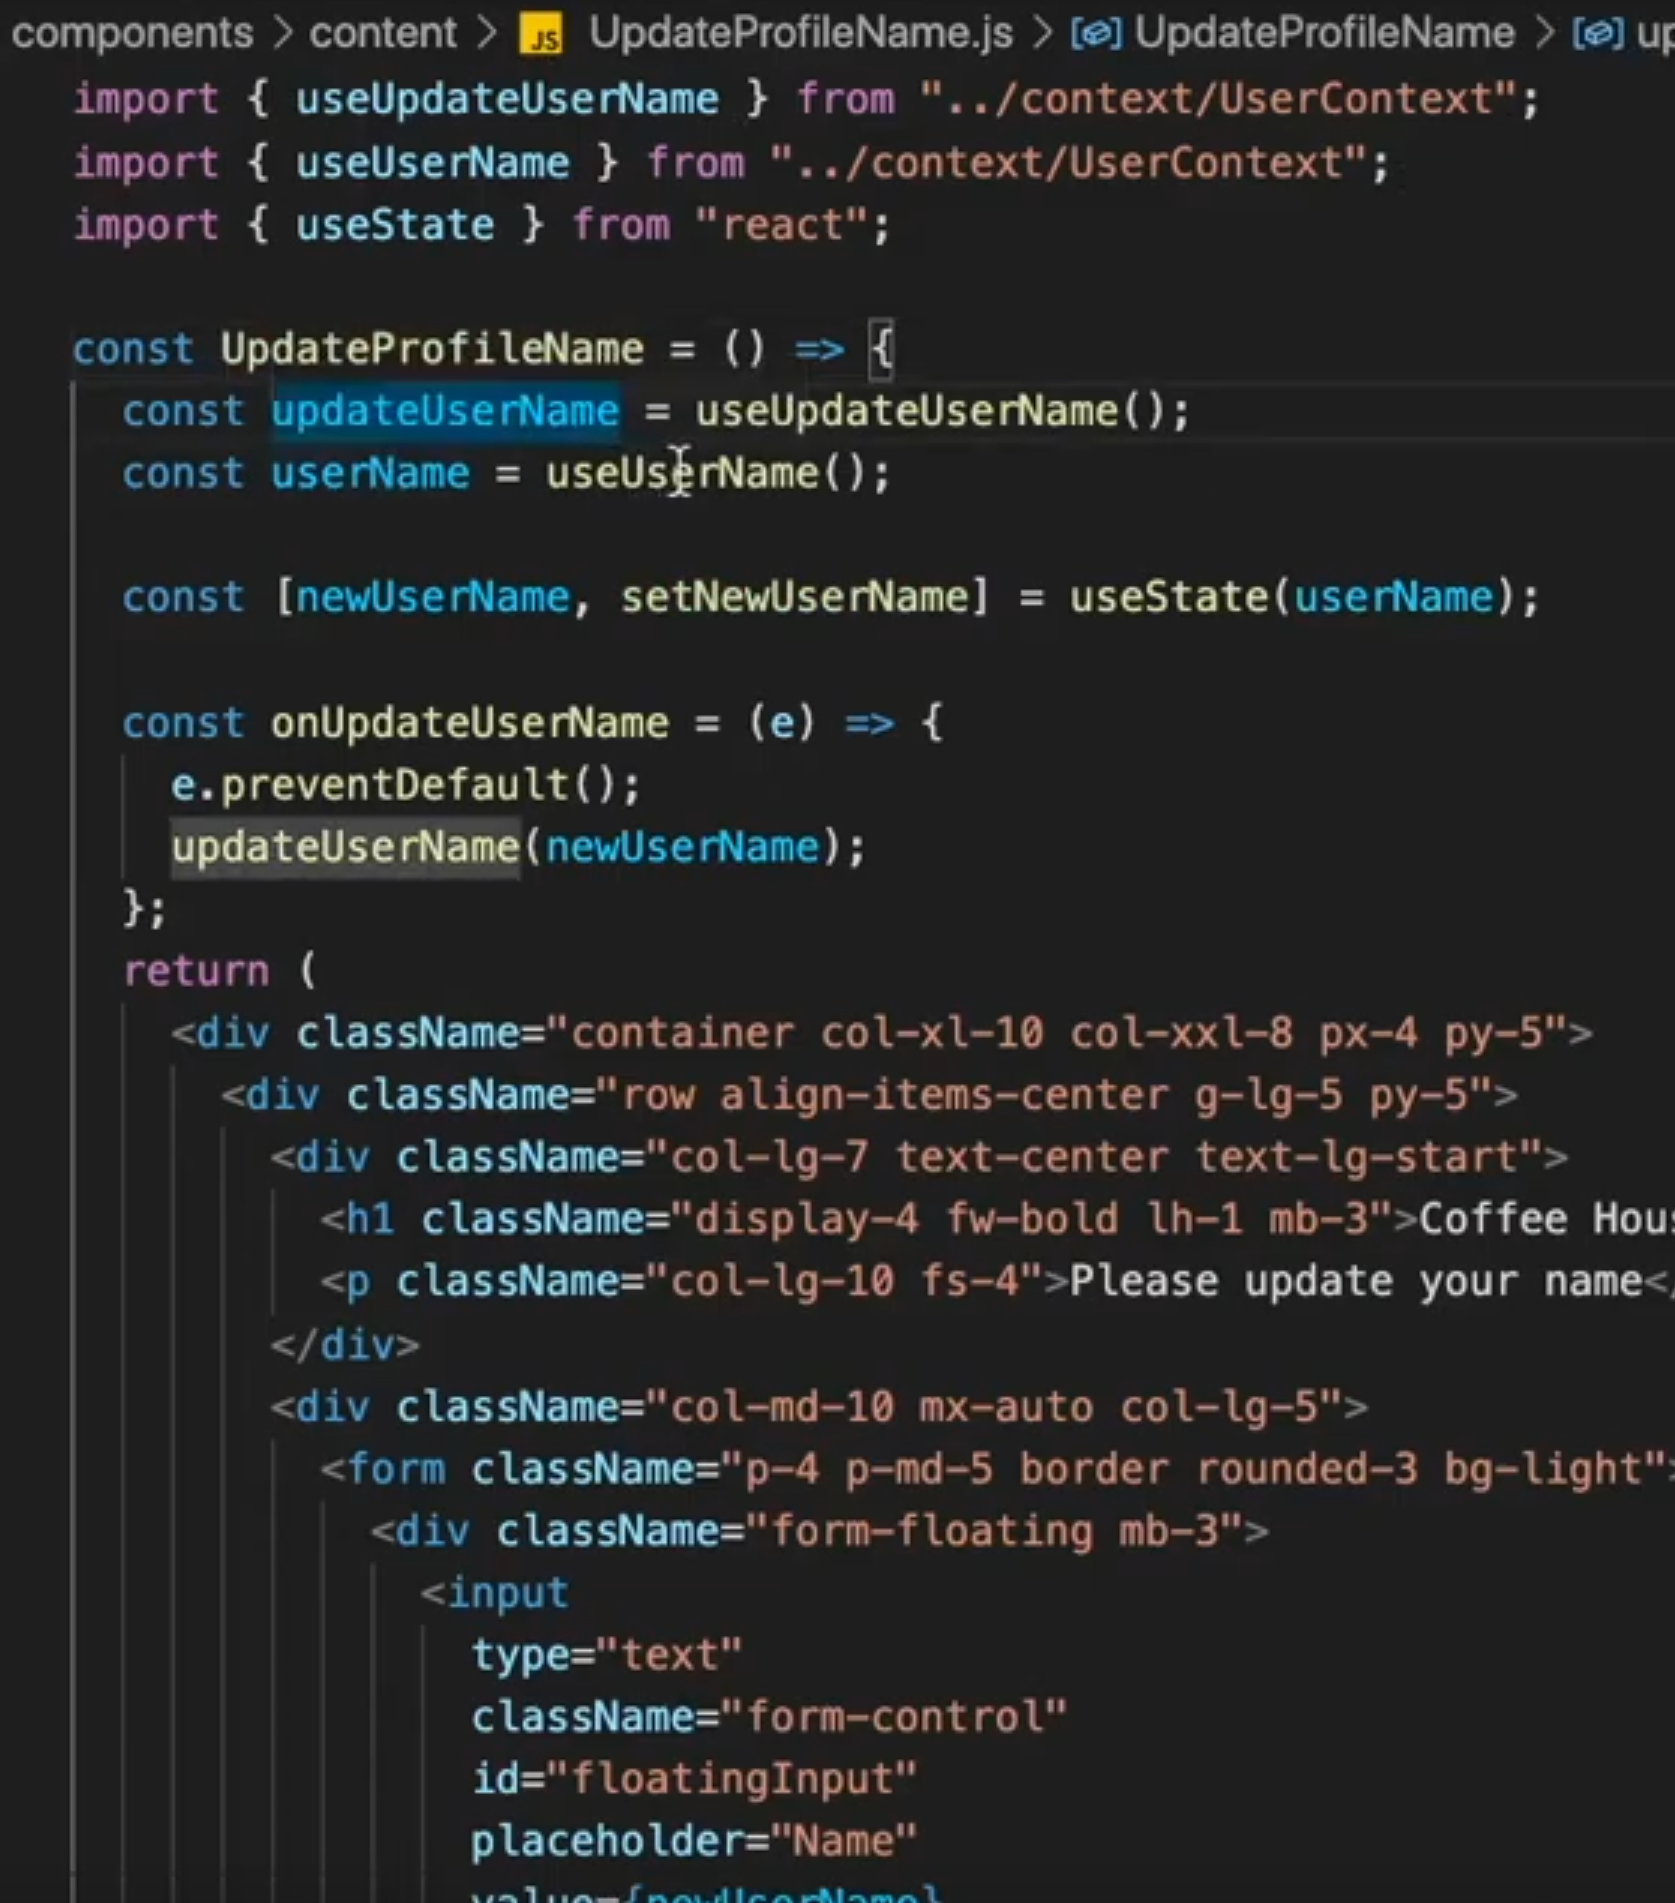 components > content > JS UpdateProfileName.js > UpdateProfileName >
import { useUpdateUserName } from "../context/UserContext";
import { useUserName } from "../context/UserContext";
import { useState } from "react";
const UpdateProfileName = () => {
const updateUserName = useUpdateUserName();
const userName = useUserName();
const [newUserName, setNewUserName] = useState(userName);
const onUpdateUserName = (e) => {
e.preventDefault();
updateUserName(newUserName);
};
return (
<div className="container col-xl-10 col-xxl-8 px-4 py-5">
<div className="row align-items-center g-lg-5 py-5">
<div className="col-lg-7 text-center text-lg-start">
<h1 className="display-4 fw-bold lh-1 mb-3">Coffee
<p className="col-lg-10 fs-4">Please update your name</
</div>
<div className="col-md-10 mx-auto col-lg-5">
<form className="p-4 p-md-5 border rounded-3 bg-light">
<div className="form-floating mb-3">
<input
type="text"
className="form-control"
id="floatingInput"
placeholder="Name"
value={newUserName}